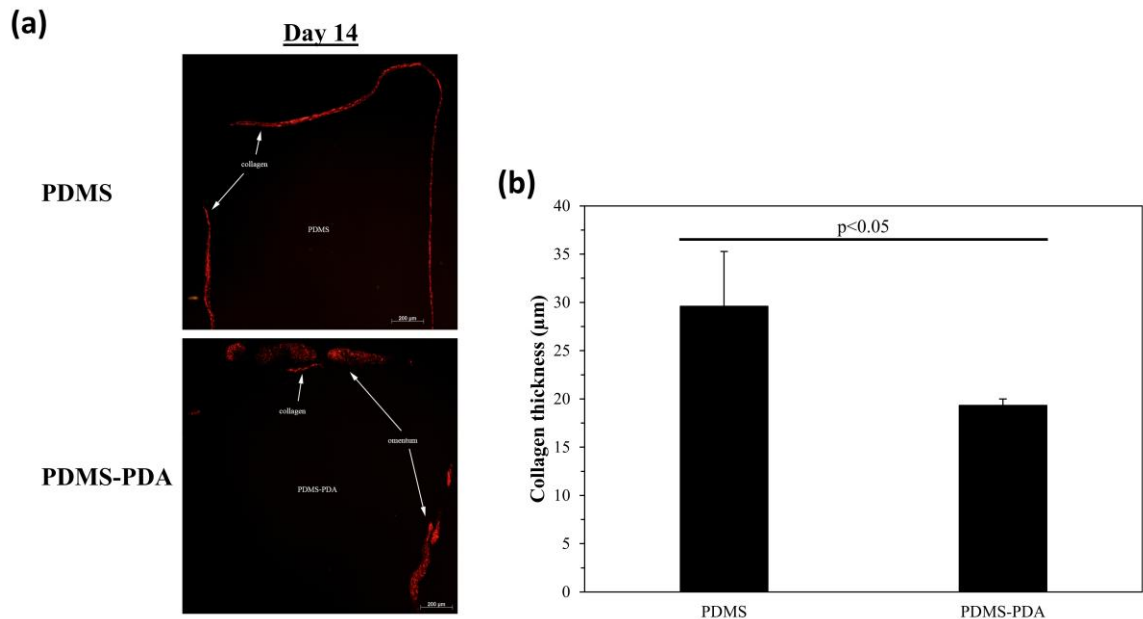 (a)
Day 14
PDMS
collagen
PDMS
200 µm
PDMS-PDA
collagen
omentum
PDMS-PDA
200 µm
(b)
Collagen thickness (µm)
40
35
30
25
20
15
10
5
0
p<0.05
PDMS
PDMS-PDA